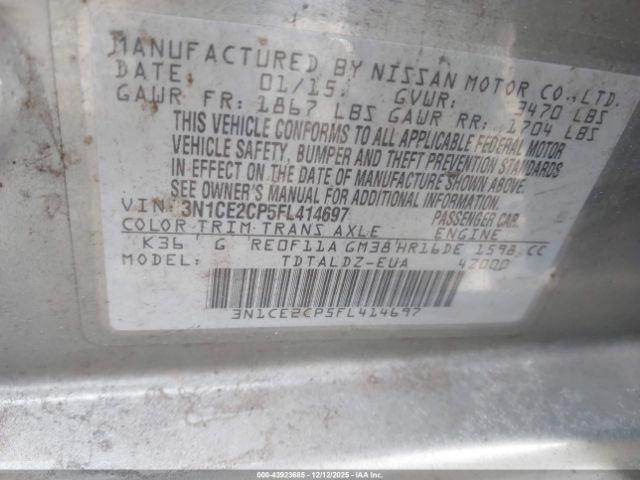 MANUFACTURED BY NISSAN MOTOR CO., LTD.
DATE: 01/15 GVWR: 3470 LBS
GAWR FR: 1867 LBS GAWR RR: 1704 LBS
THIS VEHICLE CONFORMS TO ALL APPLICABLE FEDERAL MOTOR
VEHICLE SAFETY, BUMPER AND THEFT PREVENTION STANDARDS
IN EFFECT ON THE DATE OF MANUFACTURE SHOWN ABOVE.
SEE OWNER'S MANUAL FOR ADDITIONAL INFORMATION.
VIN: 3N1CE2CP5FL414697 PASSENGER CAR
COLOR TRIM TRANS AXLE ENGINE
K36 G RE0F11A GM38 HR16DE 1598 CC
MODEL: TDTALDZ-EUA 42000
3N1CE2CP5FL414697
000-43923685 - 12/12/2025 - IAAI.COM